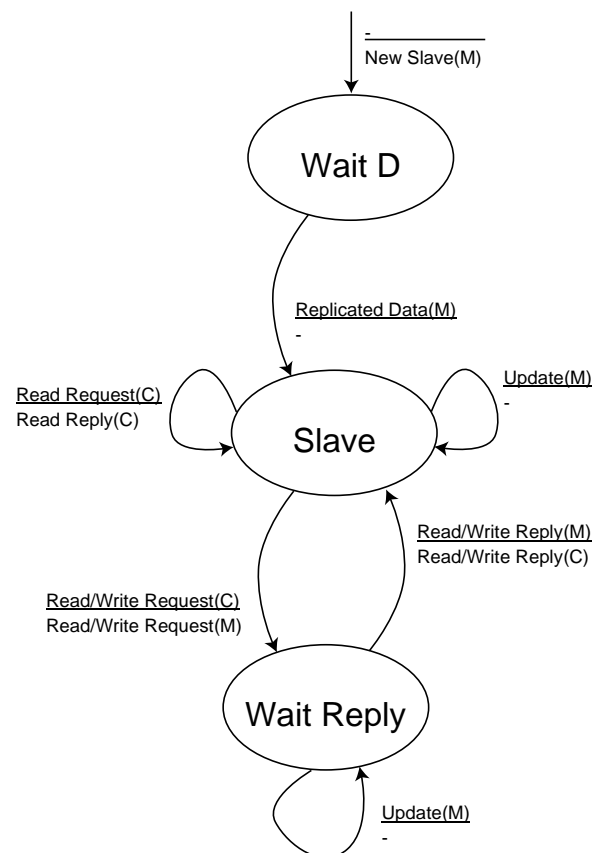 -
New Slave(M)
Wait D
Replicated Data(M)
-
Read Request(C)
Read Reply(C)
Update(M)
-
Slave
Read/Write Reply(M)
Read/Write Reply(C)
Read/Write Request(C)
Read/Write Request(M)
Wait Reply
Update(M)
-